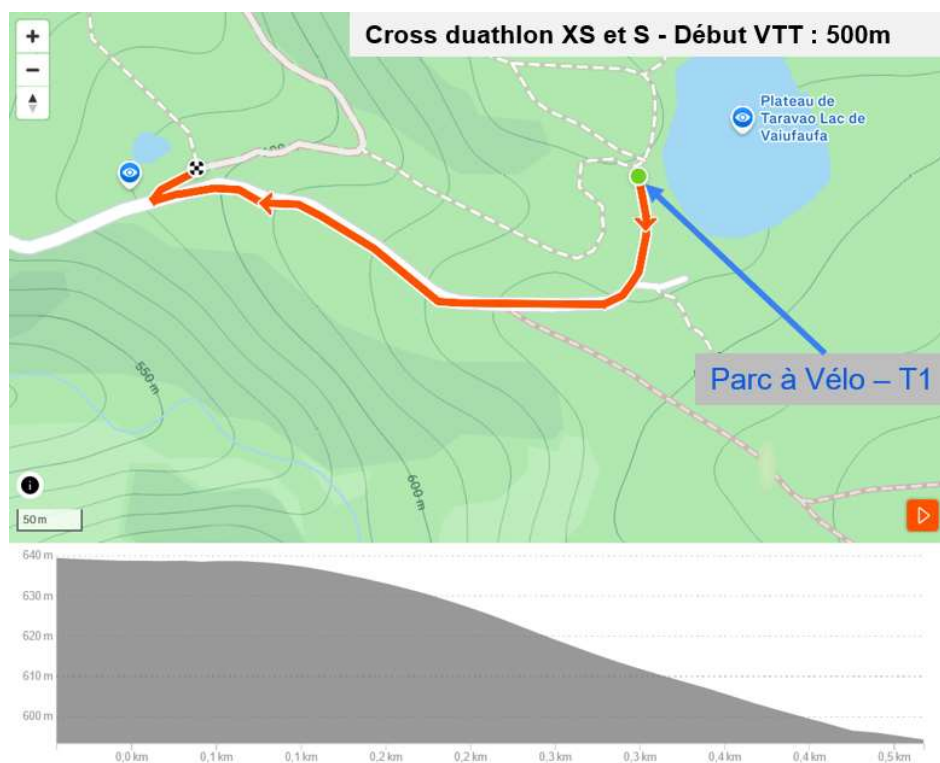 Cross duathlon XS et S - Début VTT : 500m
+
−
Plateau de
Taravao Lac de
Vaiufaufa
Parc à Vélo – T1
550 m
600 m
50 m
640 m
630 m
620 m
610 m
600 m
0,0 km 0,1 km 0,1 km 0,2 km 0,2 km 0,3 km 0,3 km 0,4 km 0,4 km 0,5 km